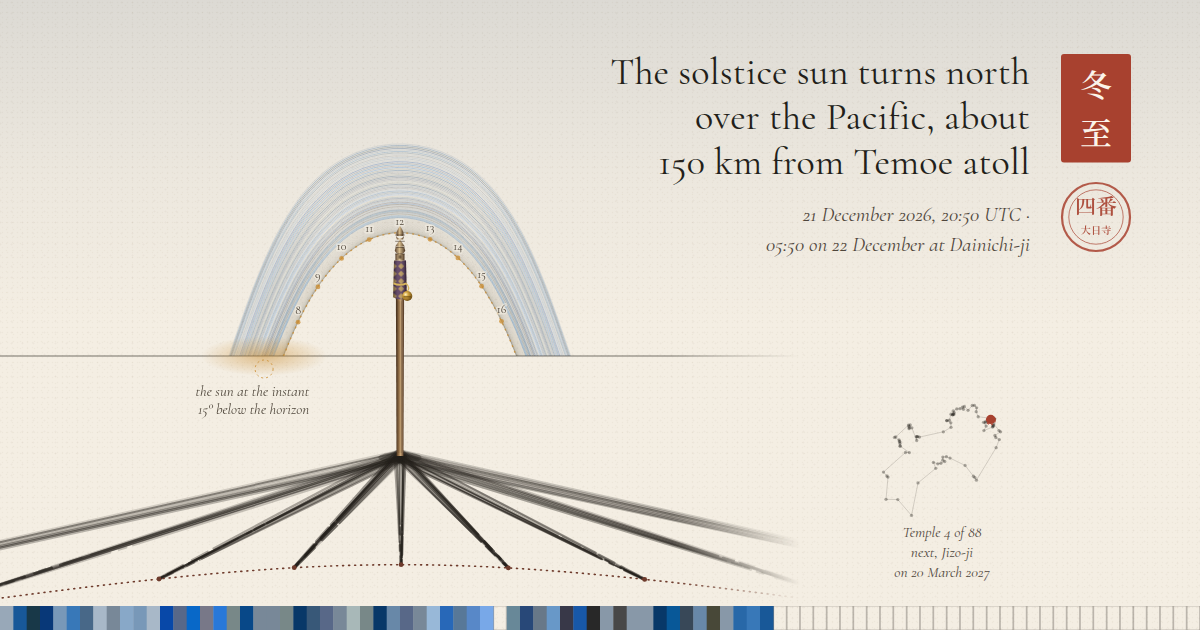 The solstice sun turns north
over the Pacific, about
150 km from Temoe atoll
冬
至
21 December 2026, 20:50 UTC ·
05:50 on 22 December at Dainichi-ji
四番
大日寺
8
9
10
11
12
13
14
15
16
the sun at the instant
15° below the horizon
Temple 4 of 88
next, Jizo-ji
on 20 March 2027